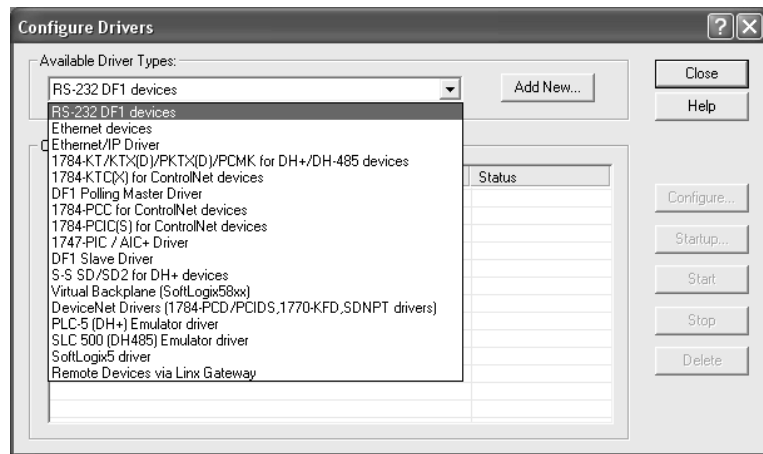 Configure Drivers
Available Driver Types:
RS-232 DF1 devices
Add New...
Close
Help
RS-232 DF1 devices
Ethernet devices
Ethernet/IP Driver
1784-KT/KTX(D)/PKTX(D)/PCMK for DH+/DH-485 devices
1784-KTC(X) for ControlNet devices
DF1 Polling Master Driver
1784-PCC for ControlNet devices
1784-PCIC(S) for ControlNet devices
1747-PIC / AIC+ Driver
DF1 Slave Driver
S-S SD/SD2 for DH+ devices
Virtual Backplane (SoftLogix58xx)
DeviceNet Drivers (1784-PCD/PCIDS,1770-KFD,SDNPT drivers)
PLC-5 (DH+) Emulator driver
SLC 500 (DH485) Emulator driver
SoftLogix5 driver
Remote Devices via Linx Gateway
Status
Configure...
Startup...
Start
Stop
Delete